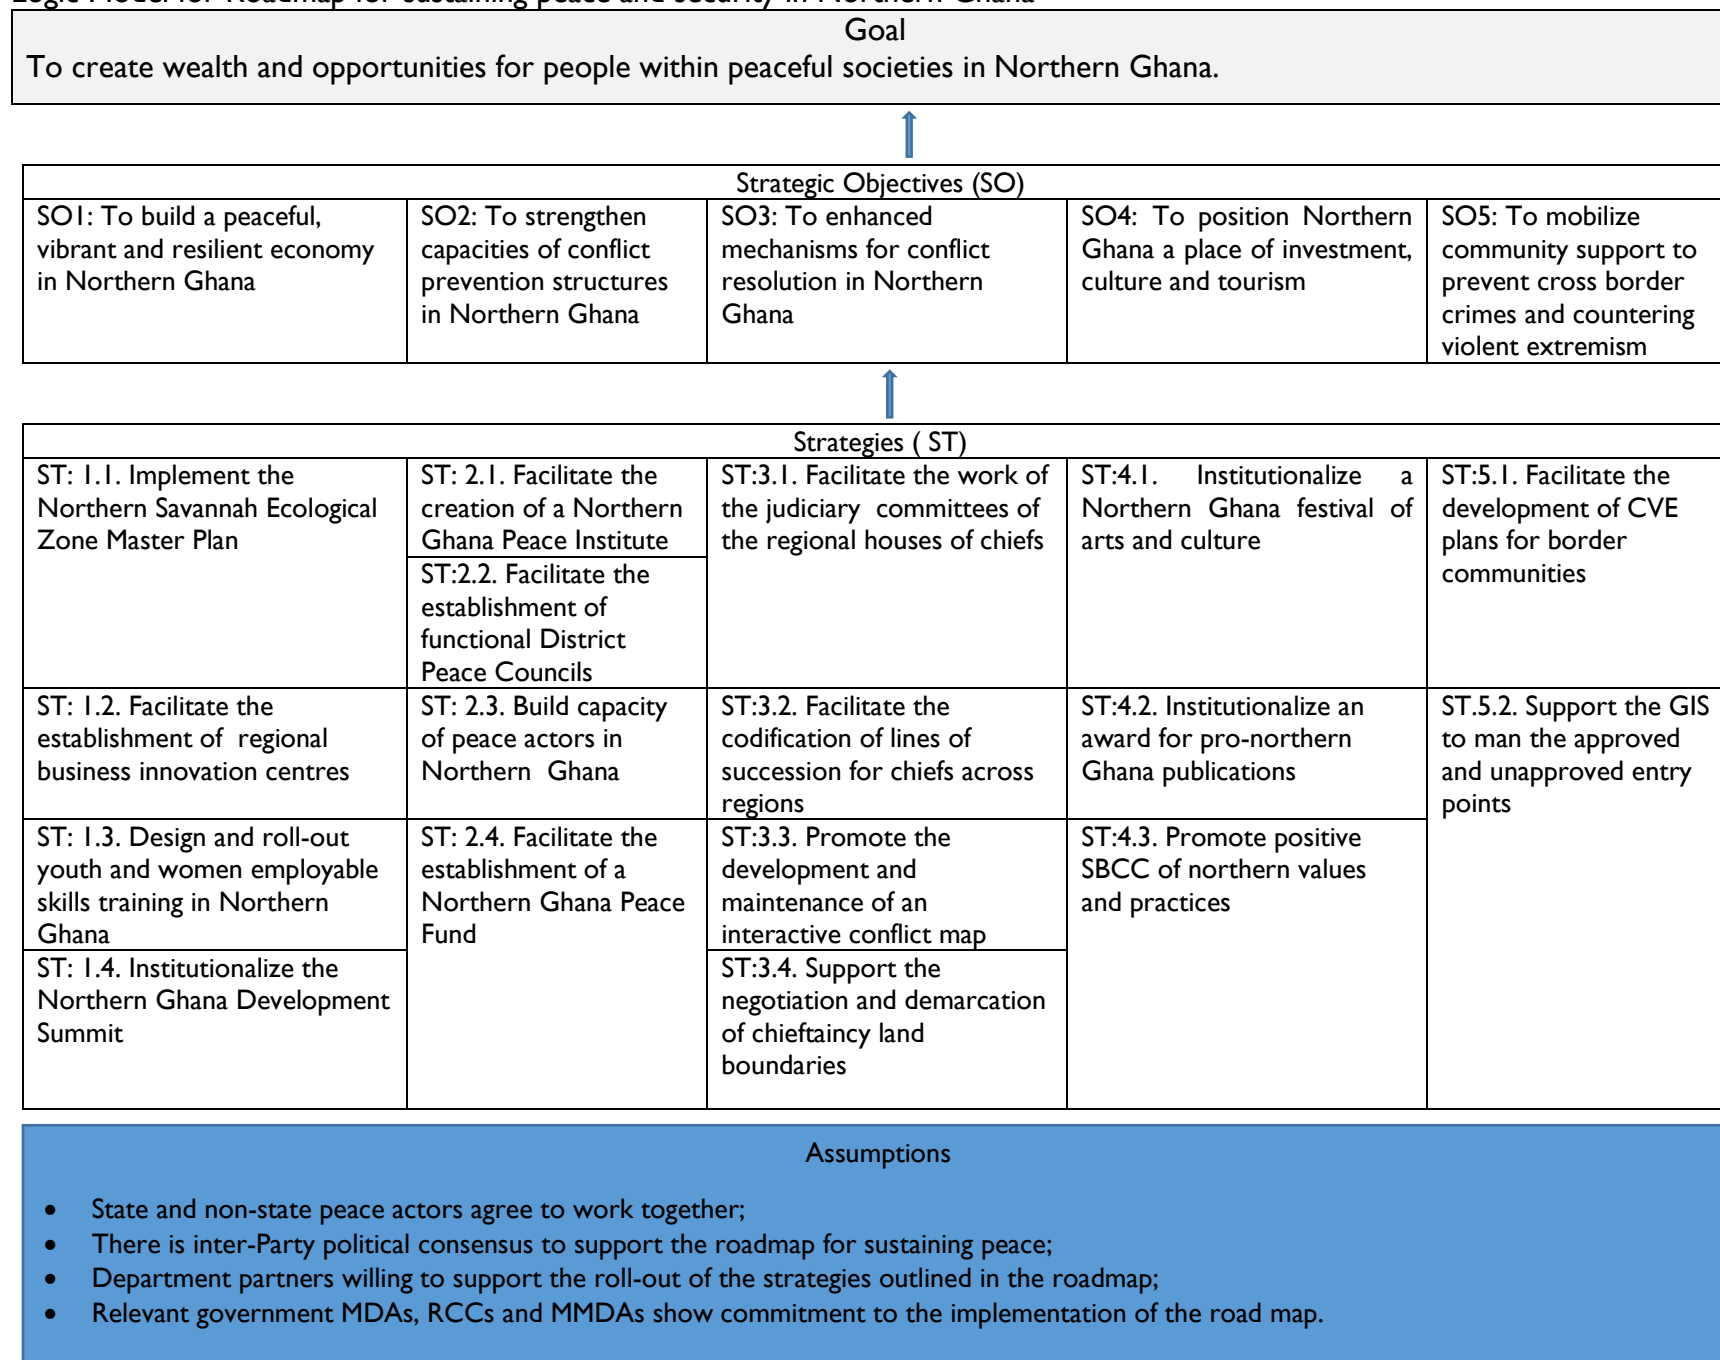 Logic Model for Roadmap for sustaining peace and security in Northern Ghana
Goal
To create wealth and opportunities for people within peaceful societies in Northern Ghana.
Strategic Objectives (SO)
SO1: To build a peaceful,
vibrant and resilient economy
in Northern Ghana
SO2: To strengthen
capacities of conflict
prevention structures
in Northern Ghana
SO3: To enhanced
mechanisms for conflict
resolution in Northern
Ghana
SO4: To position Northern
Ghana a place of investment,
culture and tourism
SO5: To mobilize
community support to
prevent cross border
crimes and countering
violent extremism
Strategies ( ST)
ST: 1.1. Implement the
Northern Savannah Ecological
Zone Master Plan
ST: 2.1. Facilitate the
creation of a Northern
Ghana Peace Institute
ST:2.2. Facilitate the
establishment of
functional District
Peace Councils
ST:3.1. Facilitate the work of
the judiciary committees of
the regional houses of chiefs
ST:4.1. Institutionalize a
Northern Ghana festival of
arts and culture
ST:5.1. Facilitate the
development of CVE
plans for border
communities
ST: 1.2. Facilitate the
establishment of regional
business innovation centres
ST: 2.3. Build capacity
of peace actors in
Northern Ghana
ST:3.2. Facilitate the
codification of lines of
succession for chiefs across
regions
ST:4.2. Institutionalize an
award for pro-northern
Ghana publications
ST.5.2. Support the GIS
to man the approved
and unapproved entry
points
ST: 1.3. Design and roll-out
youth and women employable
skills training in Northern
Ghana
ST: 2.4. Facilitate the
establishment of a
Northern Ghana Peace
Fund
ST:3.3. Promote the
development and
maintenance of an
interactive conflict map
ST:4.3. Promote positive
SBCC of northern values
and practices
ST: 1.4. Institutionalize the
Northern Ghana Development
Summit
ST:3.4. Support the
negotiation and demarcation
of chieftaincy land
boundaries
Assumptions
• State and non-state peace actors agree to work together;
• There is inter-Party political consensus to support the roadmap for sustaining peace;
• Department partners willing to support the roll-out of the strategies outlined in the roadmap;
• Relevant government MDAs, RCCs and MMDAs show commitment to the implementation of the road map.